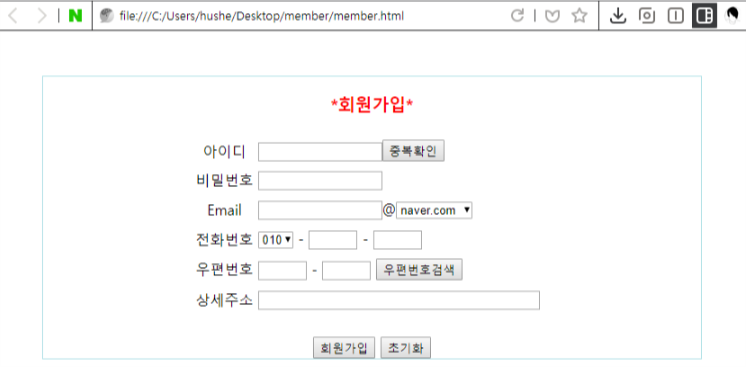 N file:///C:/Users/hushe/Desktop/member/member.html
*회원가입*
아이디 중복확인
비밀번호
Email @ naver.com
전화번호 010 - -
우편번호 - 우편번호검색
상세주소
회원가입 초기화